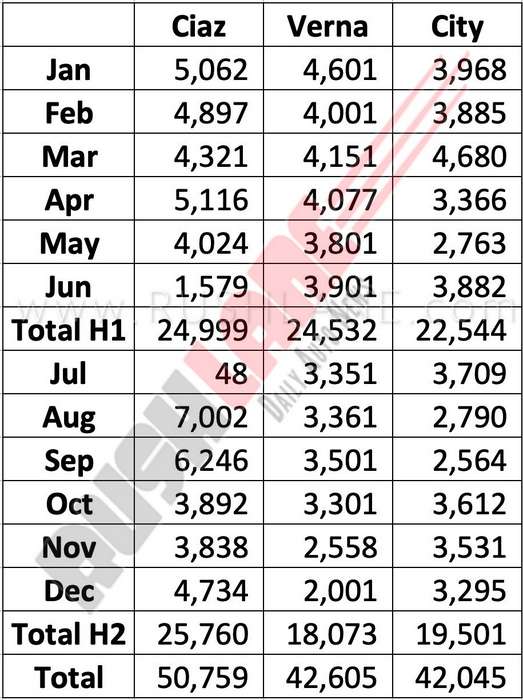 Ciaz Verna City
Jan 5,062 4,601 3,968
Feb 4,897 4,001 3,885
Mar 4,321 4,151 4,680
Apr 5,116 4,077 3,366
May 4,024 3,801 2,763
Jun 1,579 3,901 3,882
www.RUSHLANE.com
Total H1 24,999 24,532 22,544
Jul 48 3,351 3,709
Aug 7,002 3,361 2,790
Sep 6,246 3,501 2,564
Oct 3,892 3,301 3,612
Nov 3,838 2,558 3,531
Dec 4,734 2,001 3,295
Total H2 25,760 18,073 19,501
Total 50,759 42,605 42,045
RUSHLANE
DAILY AUTO NEWS